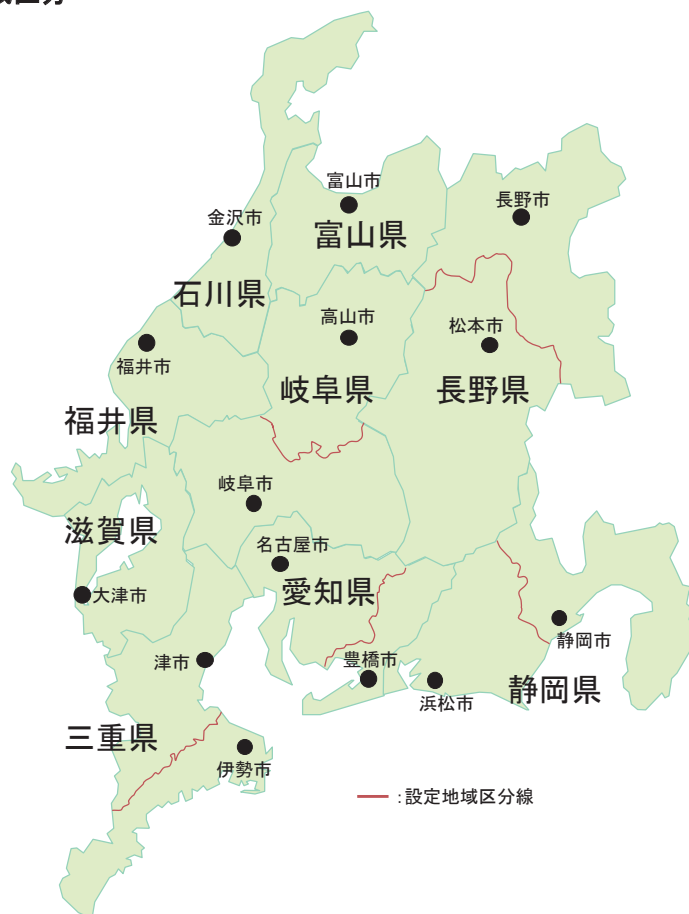 富山市
長野市
金沢市
富山県
石川県
高山市
松本市
福井市
岐阜県
長野県
福井県
岐阜市
滋賀県
名古屋市
愛知県
大津市
静岡市
津市
豊橋市
静岡県
浜松市
三重県
伊勢市
:設定地域区分線